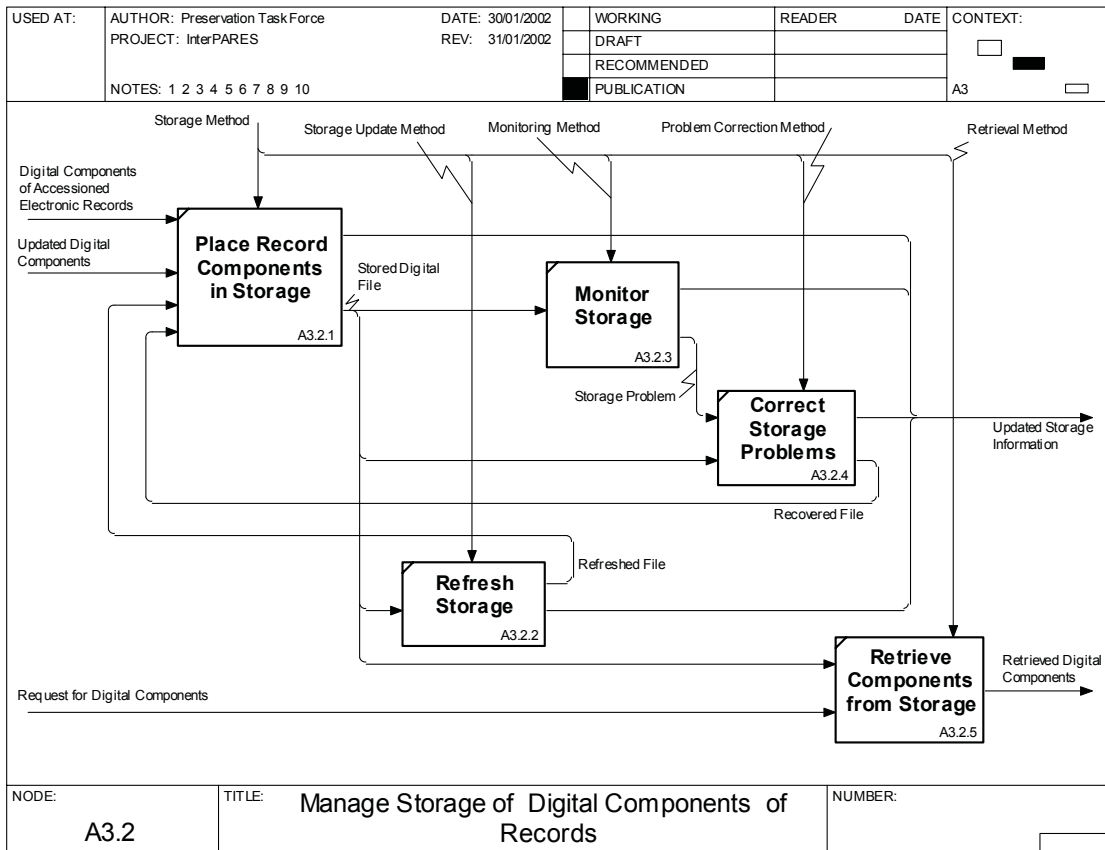 USED AT:
AUTHOR: Preservation Task Force
DATE: 30/01/2002
PROJECT: InterPARES
REV: 31/01/2002
NOTES: 1 2 3 4 5 6 7 8 9 10
WORKING
DRAFT
RECOMMENDED
PUBLICATION
READER DATE
CONTEXT:
A3
Storage Method
Storage Update Method
Monitoring Method
Problem Correction Method
Retrieval Method
Digital Components
of Accessioned
Electronic Records
Updated Digital
Components
Place Record
Components
in Storage
A3.2.1
Stored Digital
File
Monitor
Storage
A3.2.3
Storage Problem
Correct
Storage
Problems
A3.2.4
Updated Storage
Information
Recovered File
Refreshed File
Refresh
Storage
A3.2.2
Retrieve
Components
from Storage
A3.2.5
Retrieved Digital
Components
Request for Digital Components
NODE:
A3.2
TITLE:
Manage Storage of Digital Components of
Records
NUMBER: